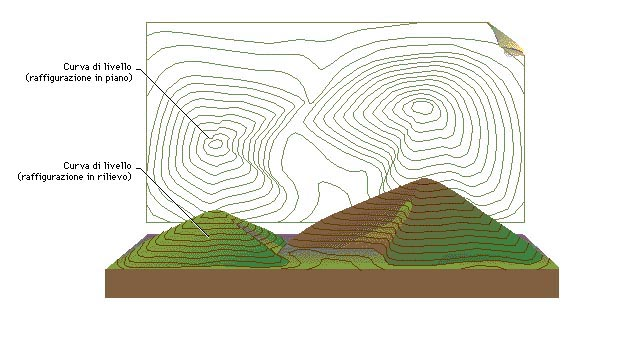 Curva di livello
(raffigurazione in piano)
Curva di livello
(raffigurazione in rilievo)